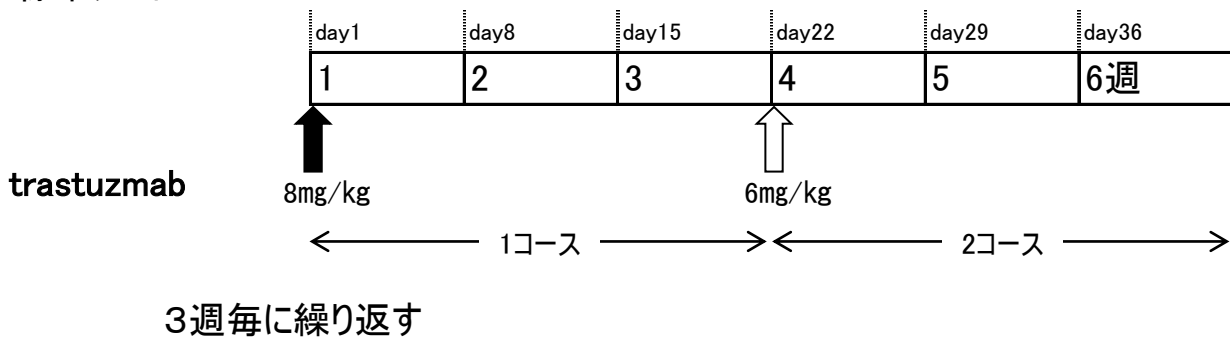 day1 day8 day15 day22 day29 day36
1 2 3 4 5 6週
trastuzmab
8mg/kg 6mg/kg
1コース 2コース
３週毎に繰り返す